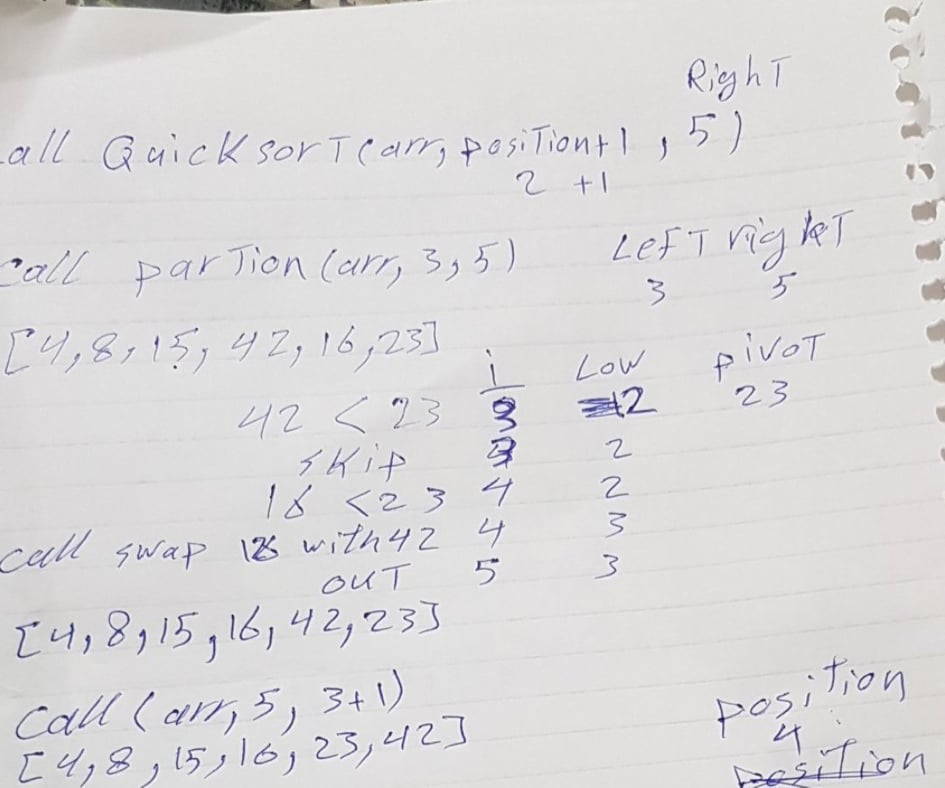 Right
all Quick sort(arr, position+1, 5)
2 +1
call partion(arr, 3, 5) Left right
3 5
[4,8,15, 42, 16,23]
i Low pivot
42 < 23 3 2 23
skip 3 2
16 <23 4 2
call swap 16 with 42 4 3
out 5 3
[4,8,15,16,42,23]
Call (arr, 5, 3+1) position
[4,8,15,16,23,42] 4
position